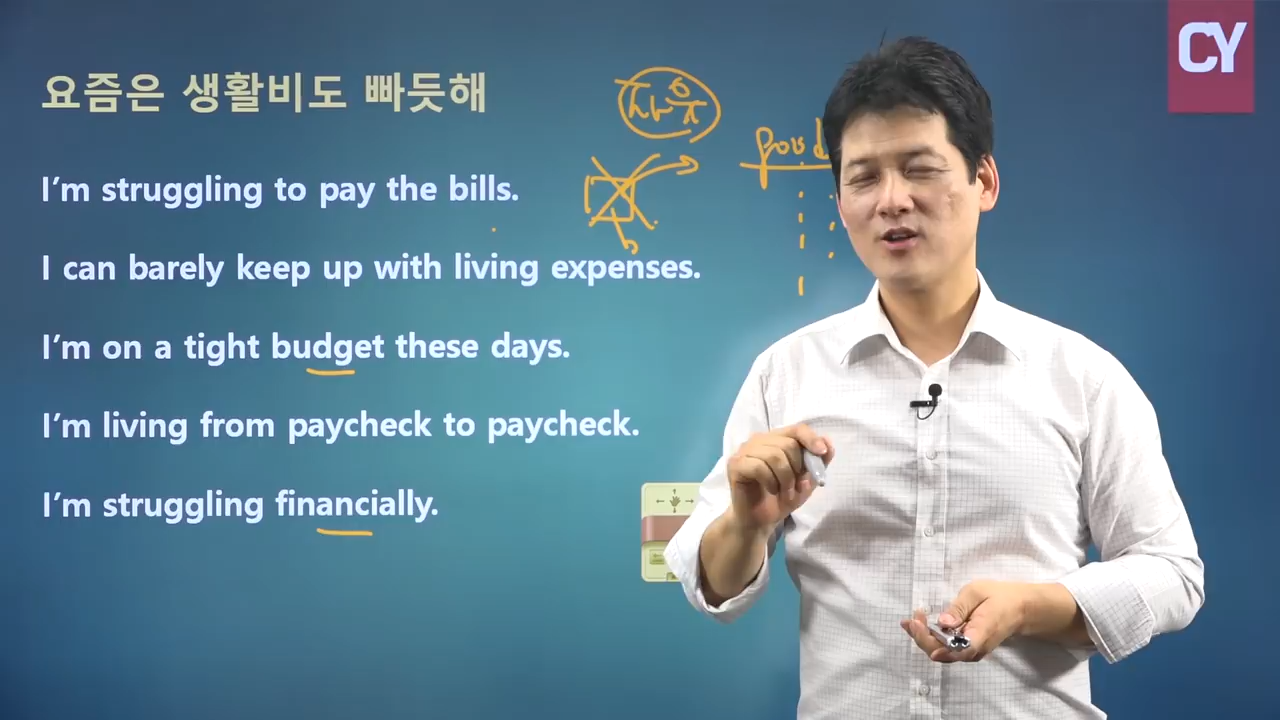 요즘은 생활비도 빠듯해
CY
I'm struggling to pay the bills.
I can barely keep up with living expenses.
I'm on a tight budget these days.
I'm living from paycheck to paycheck.
I'm struggling financially.